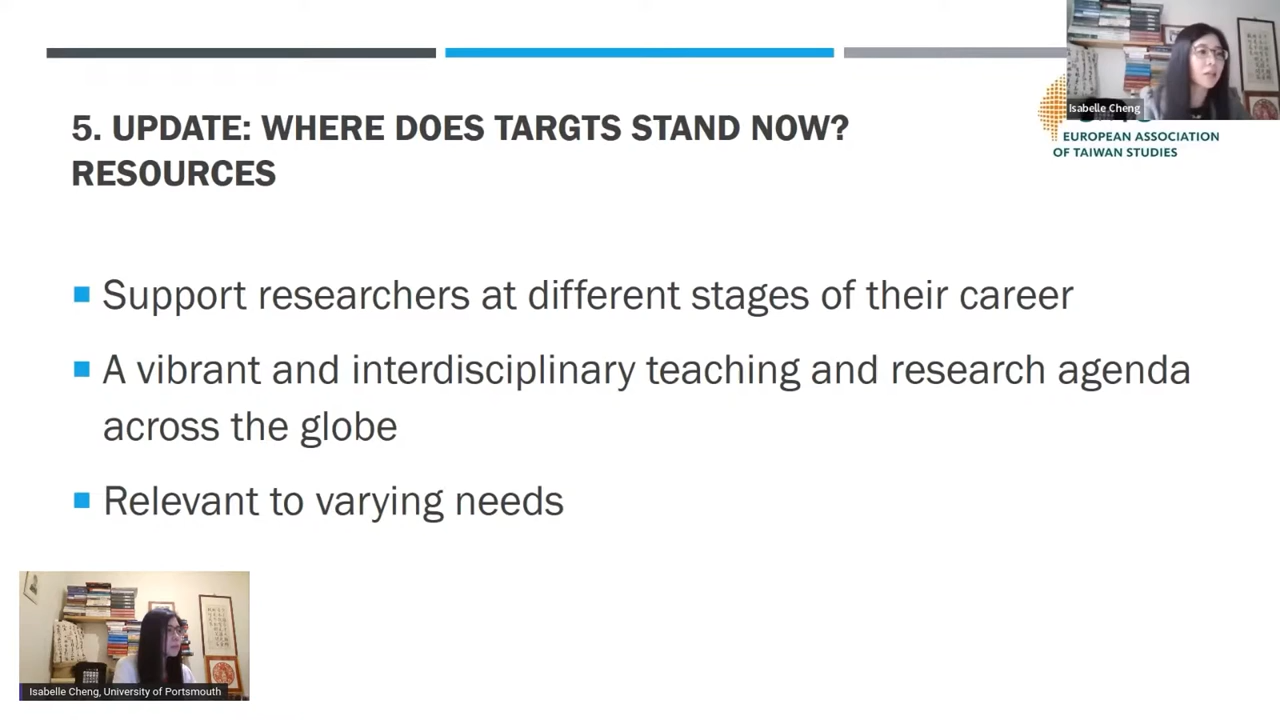 5. UPDATE: WHERE DOES TARGTS STAND NOW?
RESOURCES
Isabelle Cheng
EUROPEAN ASSOCIATION
OF TAIWAN STUDIES
Support researchers at different stages of their career
A vibrant and interdisciplinary teaching and research agenda
across the globe
Relevant to varying needs
Isabelle Cheng, University of Portsmouth